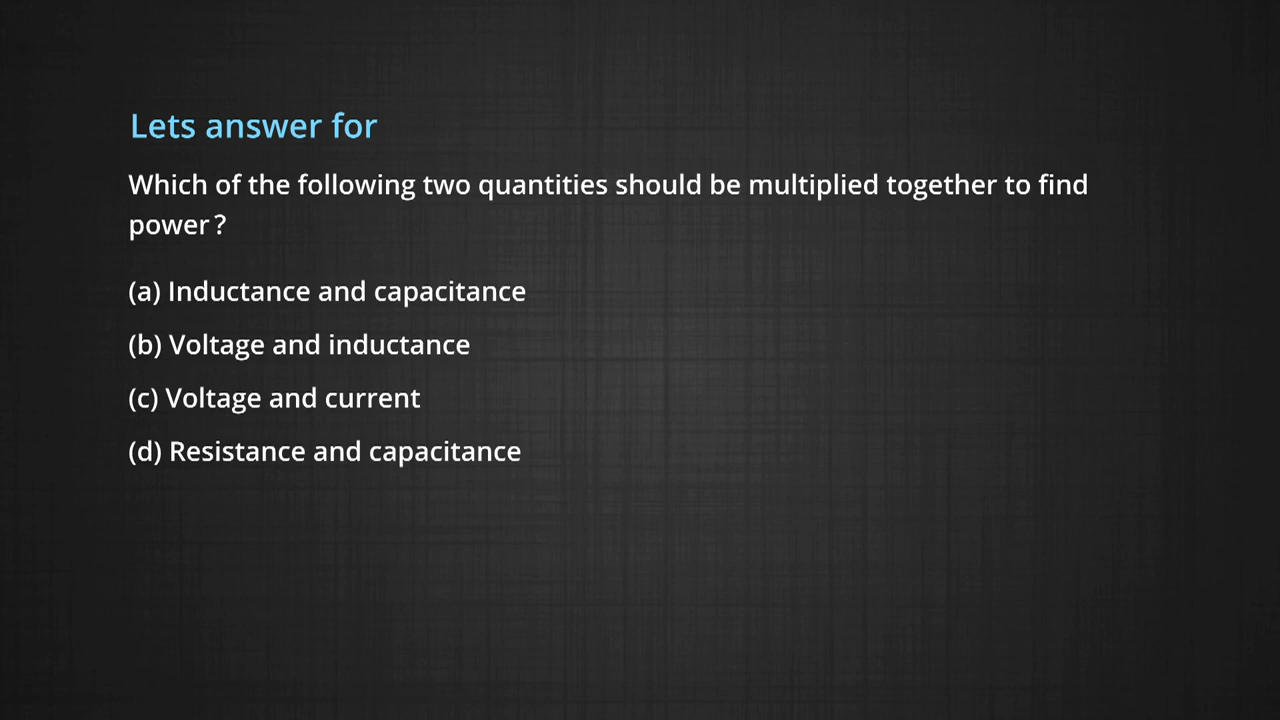 Lets answer for
Which of the following two quantities should be multiplied together to find
power ?
(a) Inductance and capacitance
(b) Voltage and inductance
(c) Voltage and current
(d) Resistance and capacitance